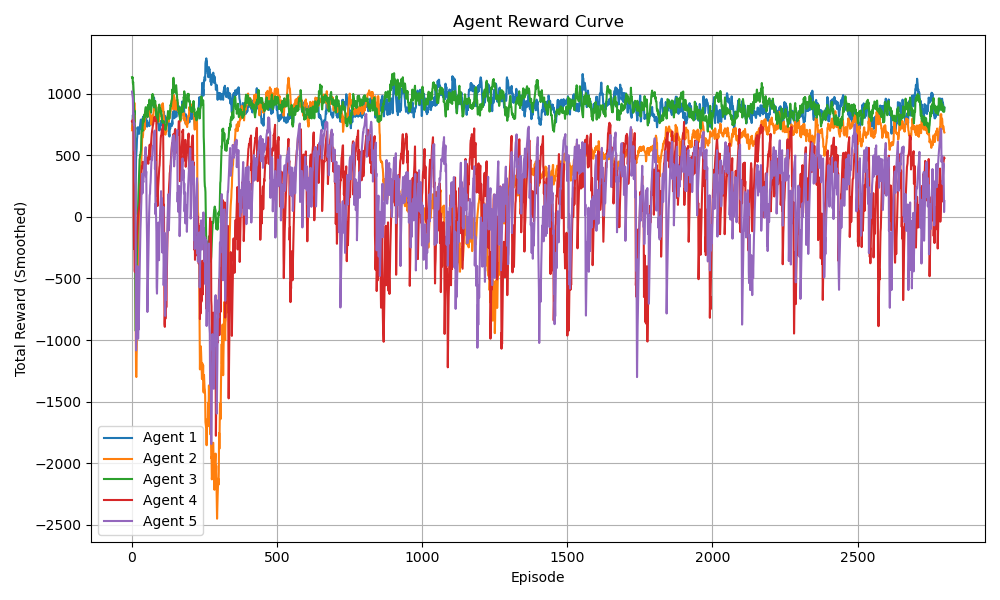 Agent Reward Curve
Total Reward (Smoothed)
1000
500
0
−500
−1000
−1500
−2000
−2500
Agent 1
Agent 2
Agent 3
Agent 4
Agent 5
0 500 1000 1500 2000 2500
Episode